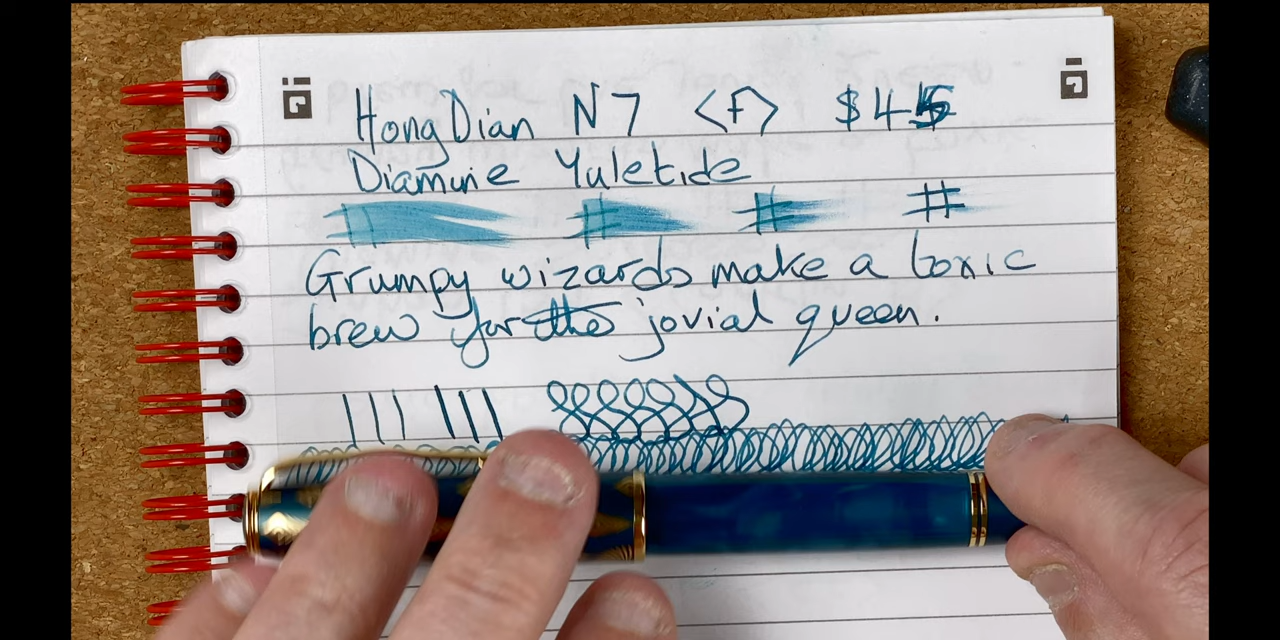 HongDian N7 <F> $45
Diamine Yuletide
# # #
Grumpy wizards make a toxic
brew for the jovial queen.